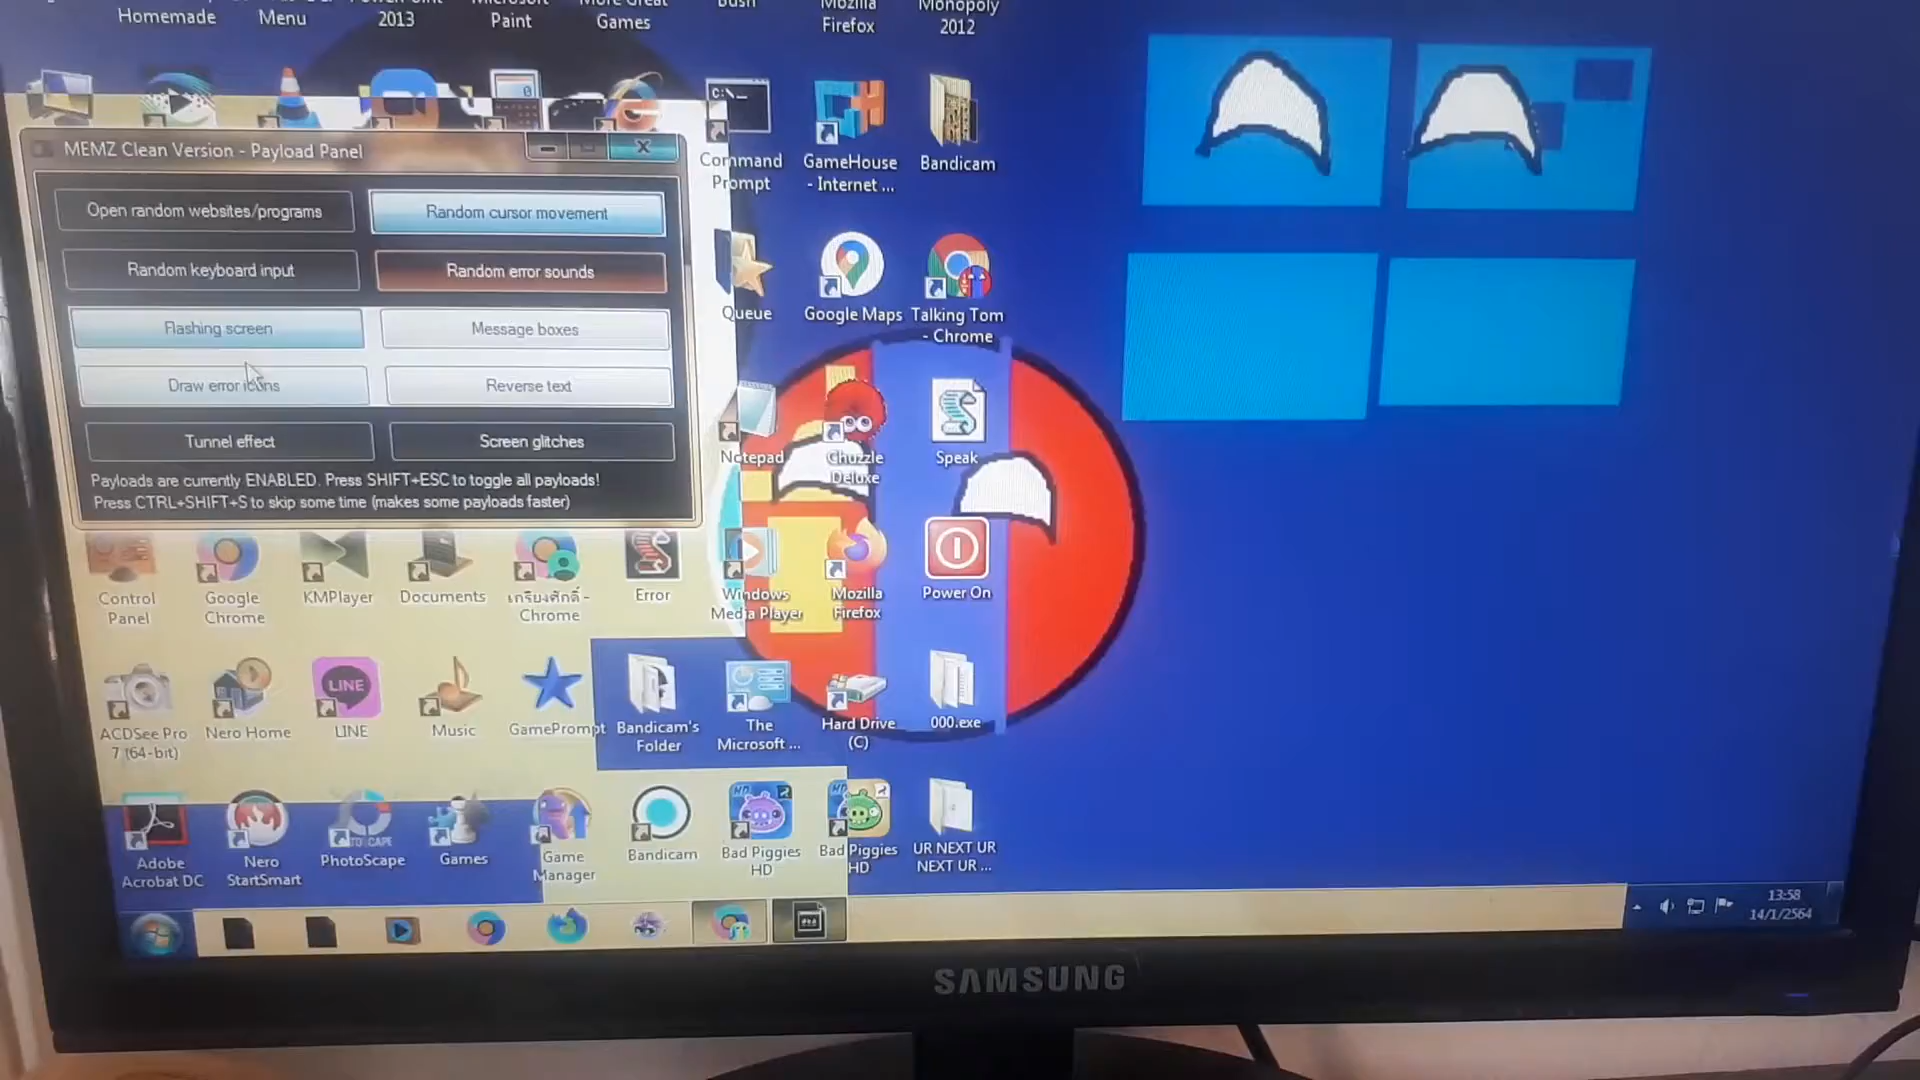 Homemade
Menu
2013
Microsoft
Paint
Games
Mozilla
Firefox
Monopoly
2012
MEMZ Clean Version - Payload Panel
Open random websites/programs
Random cursor movement
Random keyboard input
Random error sounds
Flashing screen
Message boxes
Draw error icons
Reverse text
Tunnel effect
Screen glitches
Payloads are currently ENABLED. Press SHIFT+ESC to toggle all payloads!
Press CTRL+SHIFT+S to skip some time (makes some payloads faster)
C:\_
Command
Prompt
GameHouse
- Internet ...
Bandicam
Queue
Google Maps
Talking Tom
- Chrome
Notepad
Chuzzle
Deluxe
Speak
Control
Panel
Google
Chrome
KMPlayer
Documents
เกรียงศักดิ์ -
Chrome
Error
Windows
Media Player
Mozilla
Firefox
Power On
ACDSee Pro
7 (64-bit)
Nero Home
LINE
LINE
Music
GamePrompt
Bandicam's
Folder
The
Microsoft ...
Hard Drive
(C)
000.exe
Adobe
Acrobat DC
Nero
StartSmart
PhotoScape
Games
Game
Manager
Bandicam
HD
Bad Piggies
HD
HD
Bad Piggies
HD
UR NEXT UR
NEXT UR ...
13:58
14/1/2564
SAMSUNG